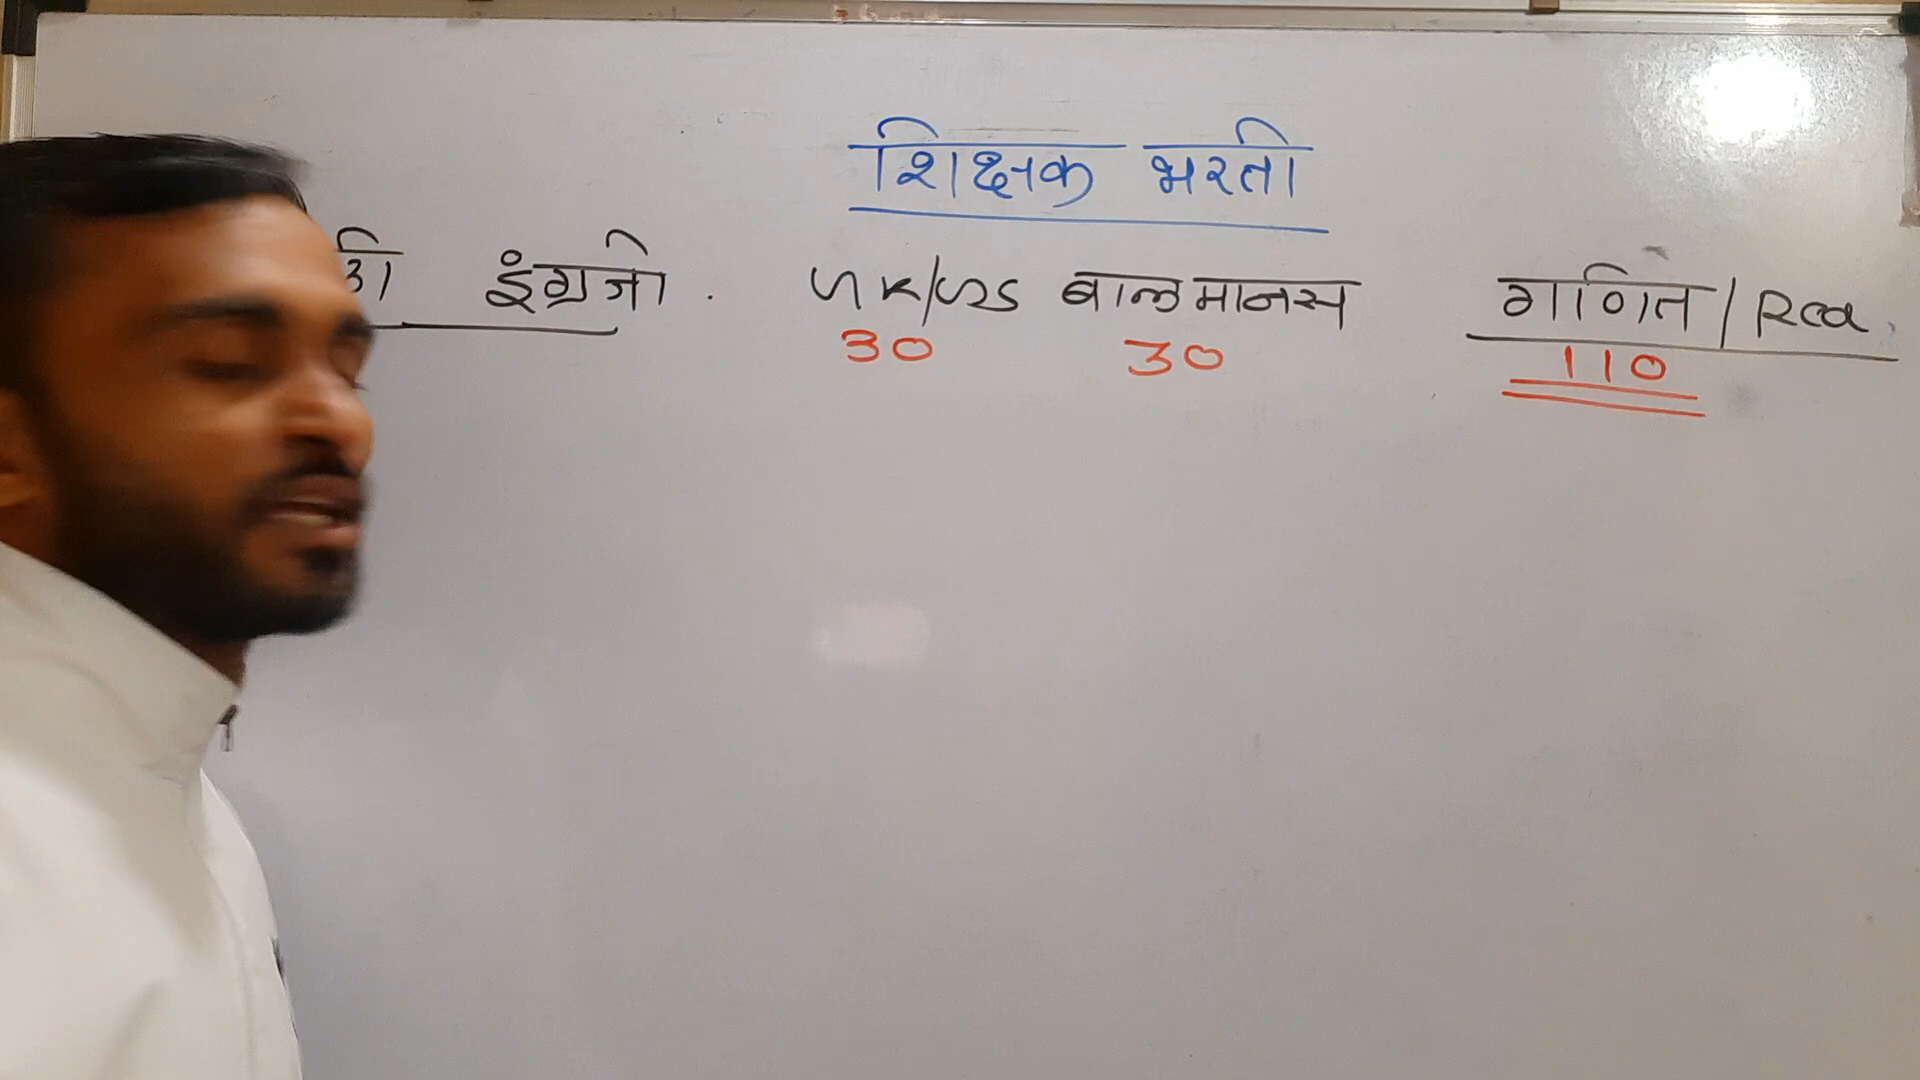 शिक्षक भरती
इंग्रजी . GK/GS बालमानस गणित / Rea.
30 30 110